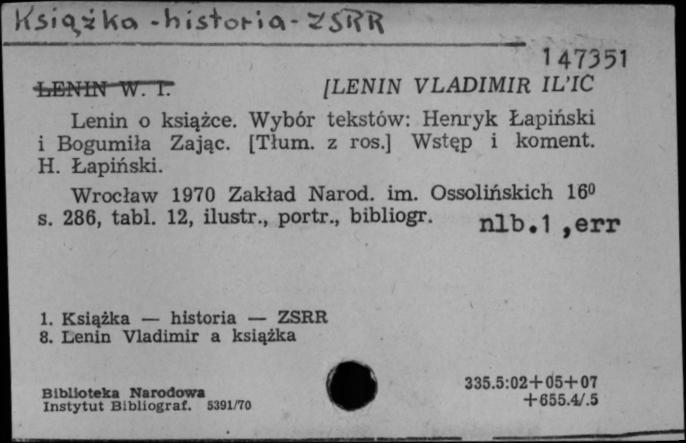 Książka - historia - ZSRR
147351
LENIN W. I. [LENIN VLADIMIR IL'IC
Lenin o książce. Wybór tekstów: Henryk Łapiński
i Bogumiła Zając. [Tłum. z ros.] Wstęp i koment.
H. Łapiński.
Wrocław 1970 Zakład Narod. im. Ossolińskich 16⁰
s. 286, tabl. 12, ilustr., portr., bibliogr. nlb.1 ,err
1. Książka — historia — ZSRR
8. Lenin Vladimir a książka
Biblioteka Narodowa
Instytut Bibliograf. 5391/70
335.5:02+05+07
+655.4/.5